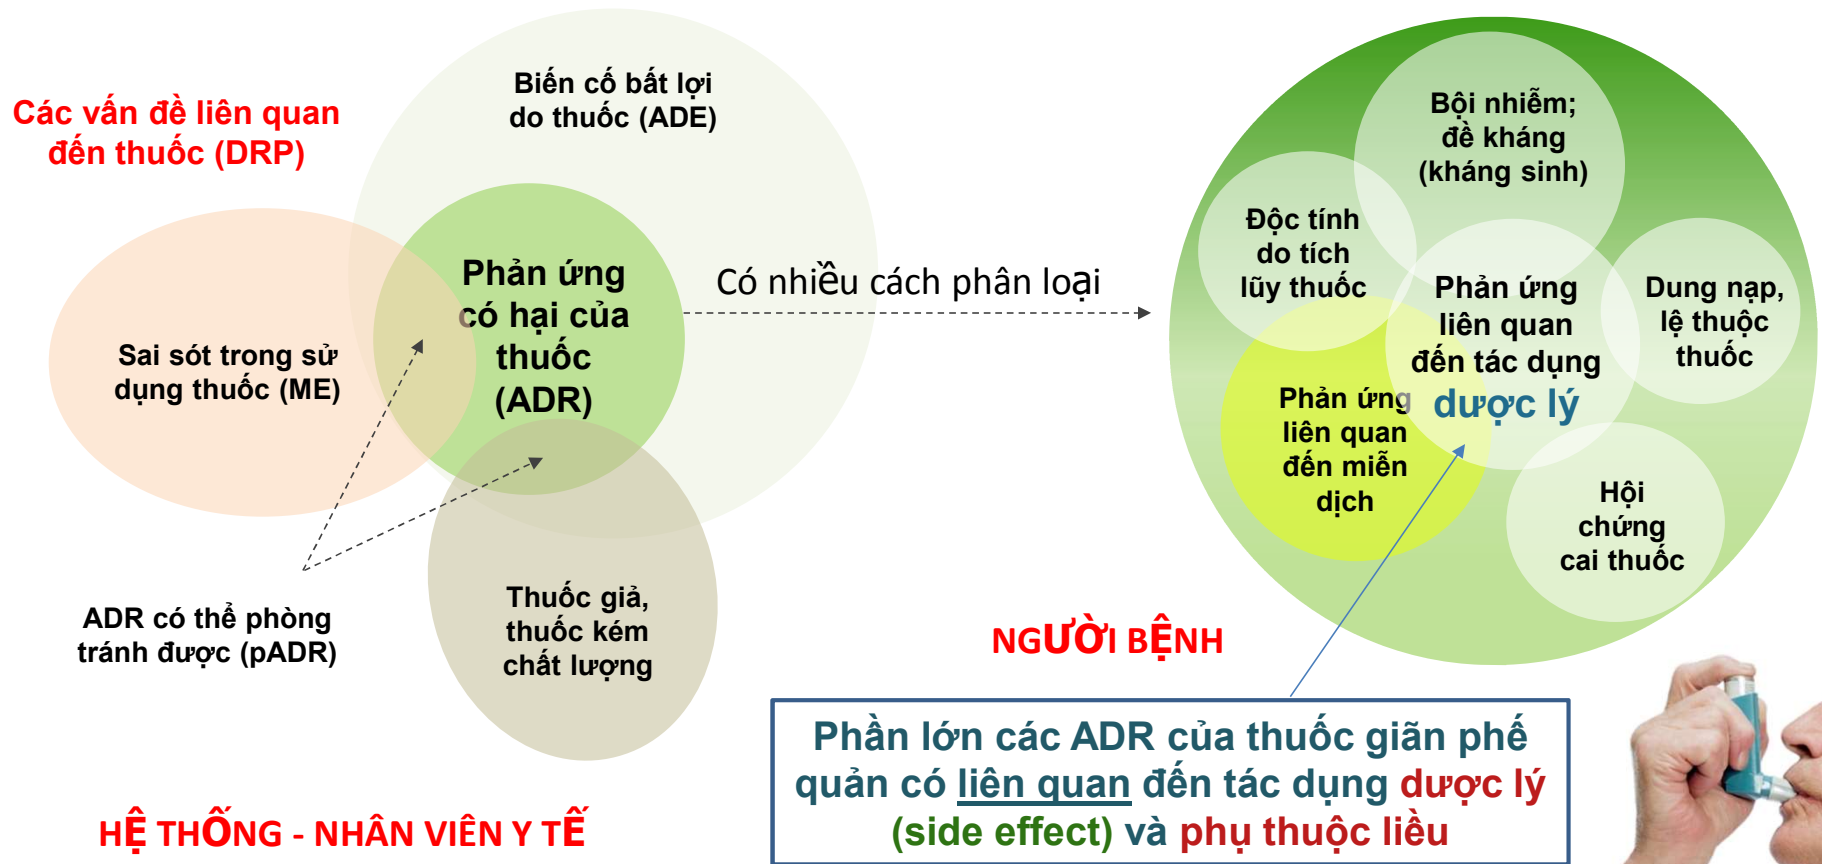 Các vấn đề liên quan
đến thuốc (DRP)
Biến cố bất lợi
do thuốc (ADE)
Phản ứng
có hại của
thuốc
(ADR)
Sai sót trong sử
dụng thuốc (ME)
ADR có thể phòng
tránh được (pADR)
Thuốc giả,
thuốc kém
chất lượng
HỆ THỐNG - NHÂN VIÊN Y TẾ
Có nhiều cách phân loại
Bội nhiễm;
đề kháng
(kháng sinh)
Độc tính
do tích
lũy thuốc
Phản ứng
liên quan
đến tác dụng
dược lý
Dung nạp,
lệ thuộc
thuốc
Phản ứng
liên quan
đến miễn
dịch
Hội
chứng
cai thuốc
NGƯỜI BỆNH
Phần lớn các ADR của thuốc giãn phế
quản có liên quan đến tác dụng dược lý
(side effect) và phụ thuộc liều